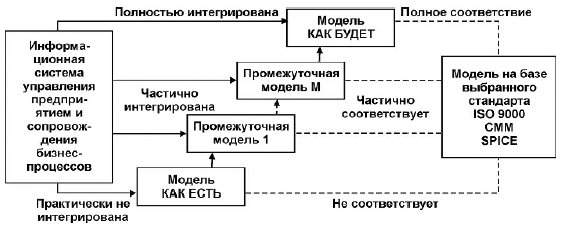 Полностью интегрирована
Модель
КАК БУДЕТ
Полное соответствие
Информа-
ционная
система
управления
предпри-
ятием и
сопровож-
дения
бизнес-
процессов
Частично
интегрирована
Промежуточная
модель М
Частично
соответствует
Модель на базе
выбранного
стандарта
ISO 9000
CMM
SPICE
Промежуточная
модель 1
Модель
КАК ЕСТЬ
Практически не
интегрирована
Не соответствует